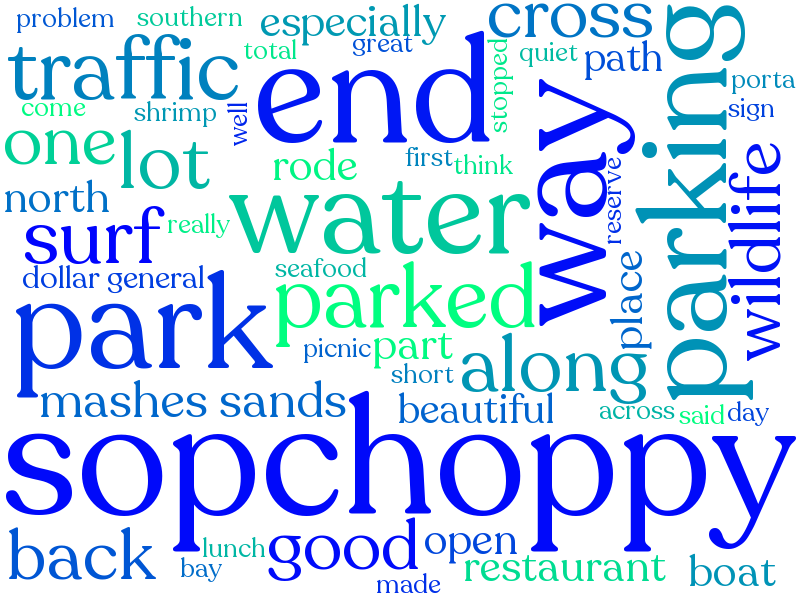 problem
southern
especially
cross
traffic
total
great
end
stopped
quiet
path
parking
porta
come
shrimp
well
way
sign
one
lot
rode
first
think
reserve
wildlife
north
water
surf
really
dollar general
seafood
place
park
parked
picnic
part
short
along
mashes sands
beautiful
across
said
day
sopchoppy
back
lunch
bay
good
open
made
restaurant
boat